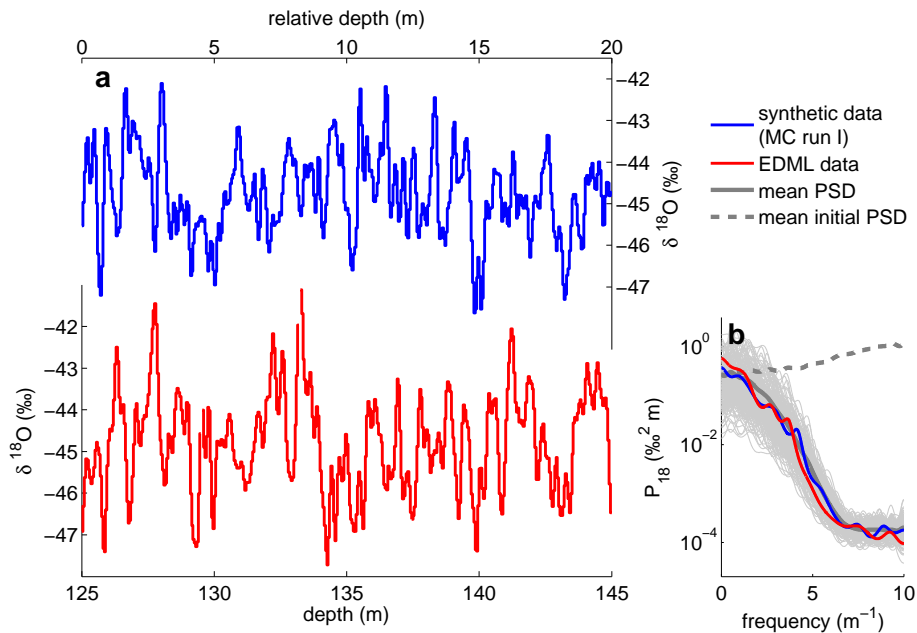 relative depth (m)
0 5 10 15 20
a
−42
−43
−44
−45
−46
−47
δ ¹⁸O (‰)
−42
−43
−44
−45
−46
−47
δ ¹⁸O (‰)
125 130 135 140 145
depth (m)
synthetic data
(MC run I)
EDML data
mean PSD
mean initial PSD
b
10⁰
10⁻²
10⁻⁴
P₁₈ (‰² m)
0 5 10
frequency (m⁻¹)